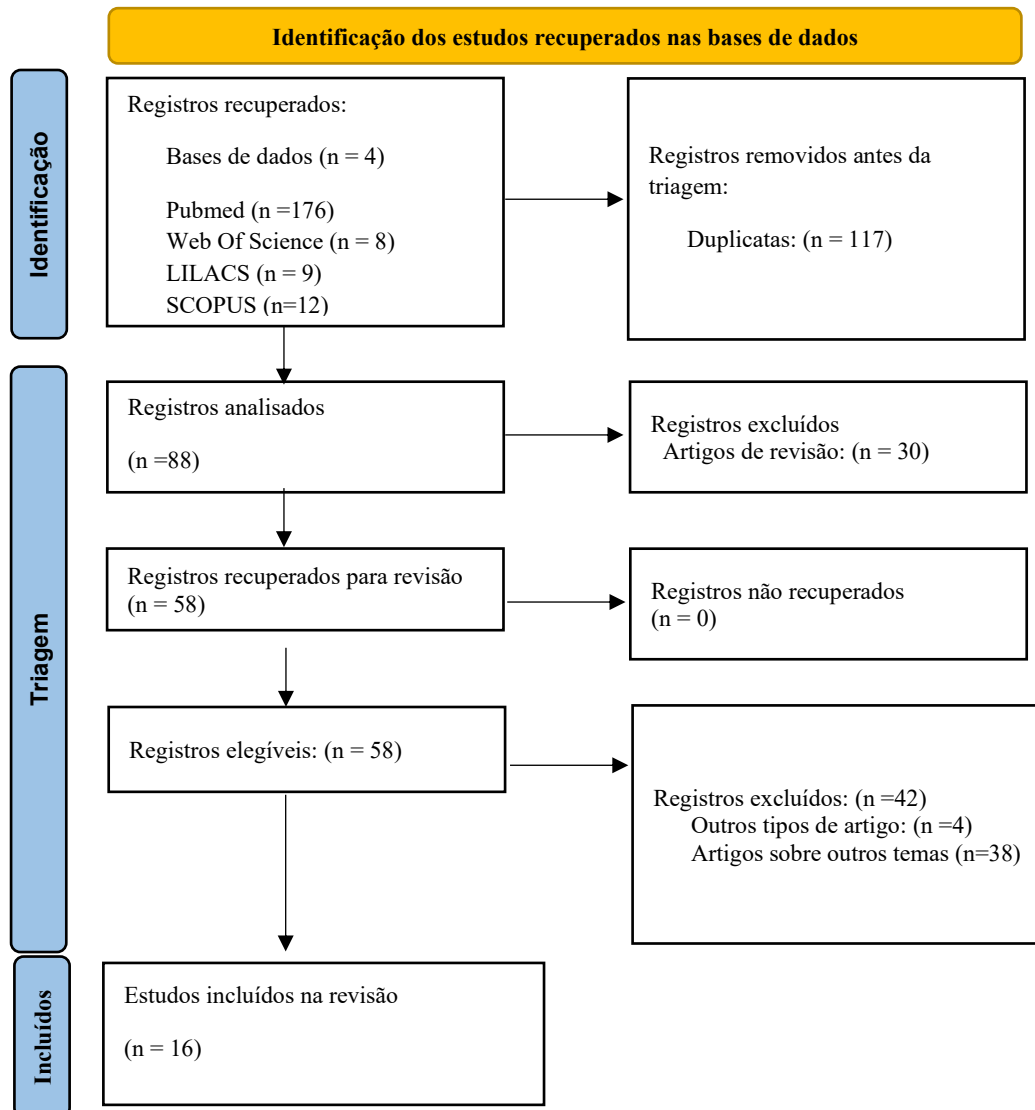 Identificação dos estudos recuperados nas bases de dados
Identificação
Registros recuperados:
Bases de dados (n = 4)
Pubmed (n =176)
Web Of Science (n = 8)
LILACS (n = 9)
SCOPUS (n=12)
Registros removidos antes da
triagem:
Duplicatas: (n = 117)
Triagem
Registros analisados
(n =88)
Registros excluídos
Artigos de revisão: (n = 30)
Registros recuperados para revisão
(n = 58)
Registros não recuperados
(n = 0)
Registros elegíveis: (n = 58)
Registros excluídos: (n =42)
Outros tipos de artigo: (n =4)
Artigos sobre outros temas (n=38)
Incluídos
Estudos incluídos na revisão
(n = 16)